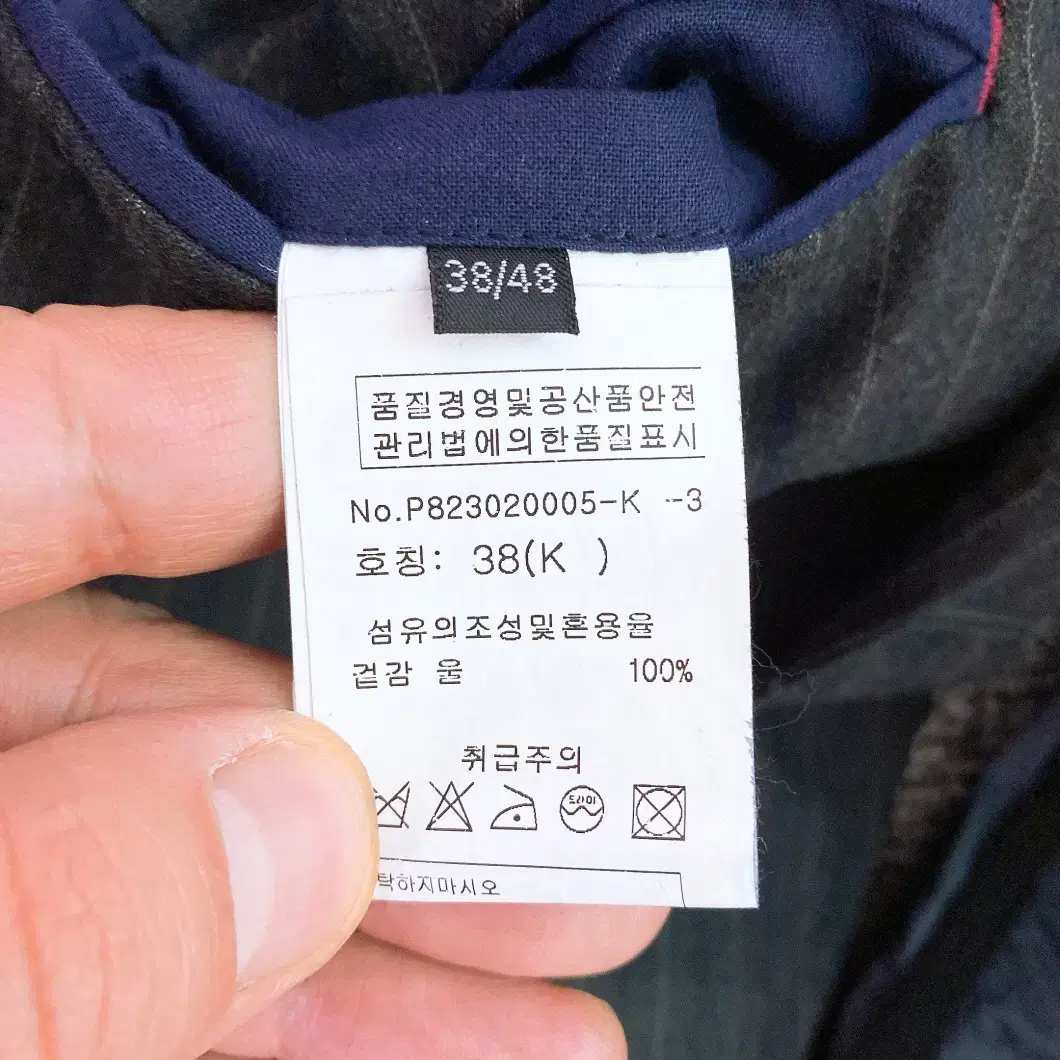 38/48
품질경영및공산품안전
관리법에의한품질표시
No.P823020005-K -3
호칭: 38(K )
섬유의조성및혼용율
겉감 울 100%
취급주의
드라이
탁하지마시오